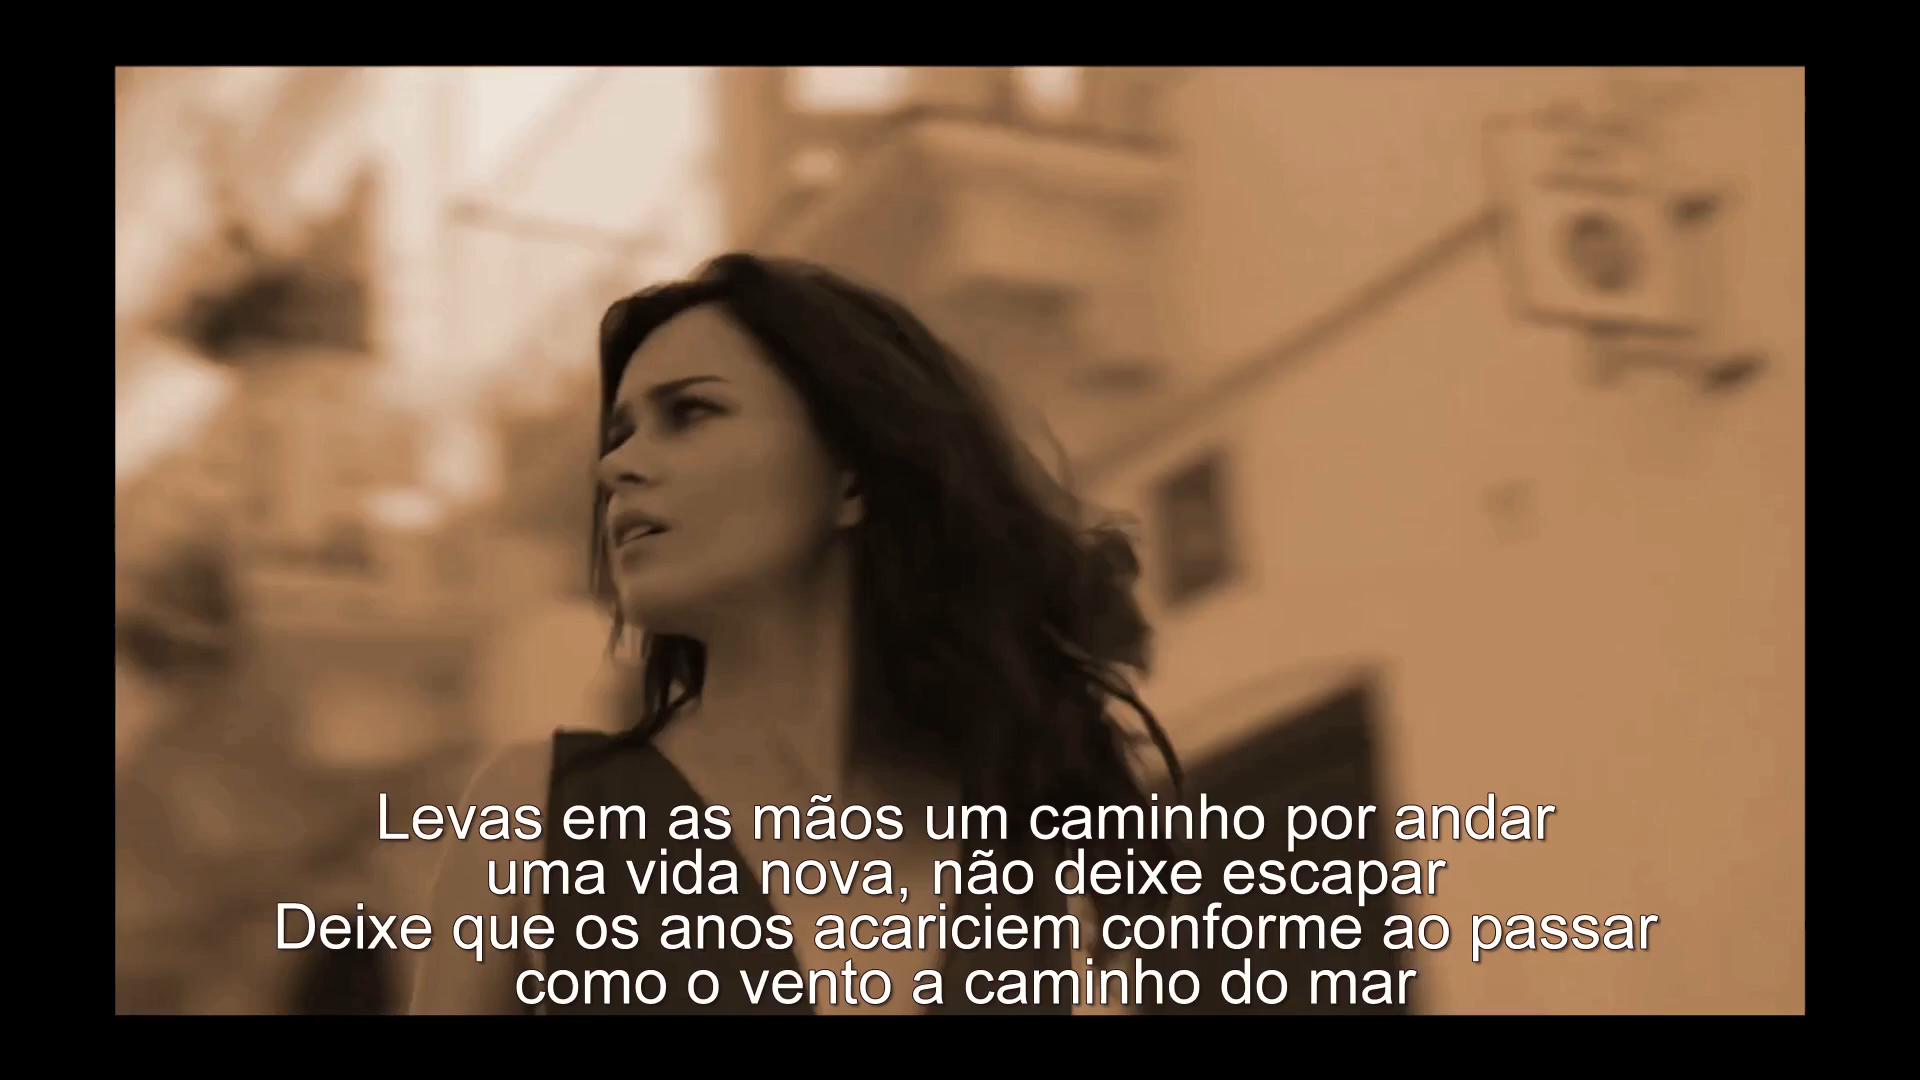 Levas em as mãos um caminho por andar
uma vida nova, não deixe escapar
Deixe que os anos acariciem conforme ao passar
como o vento a caminho do mar